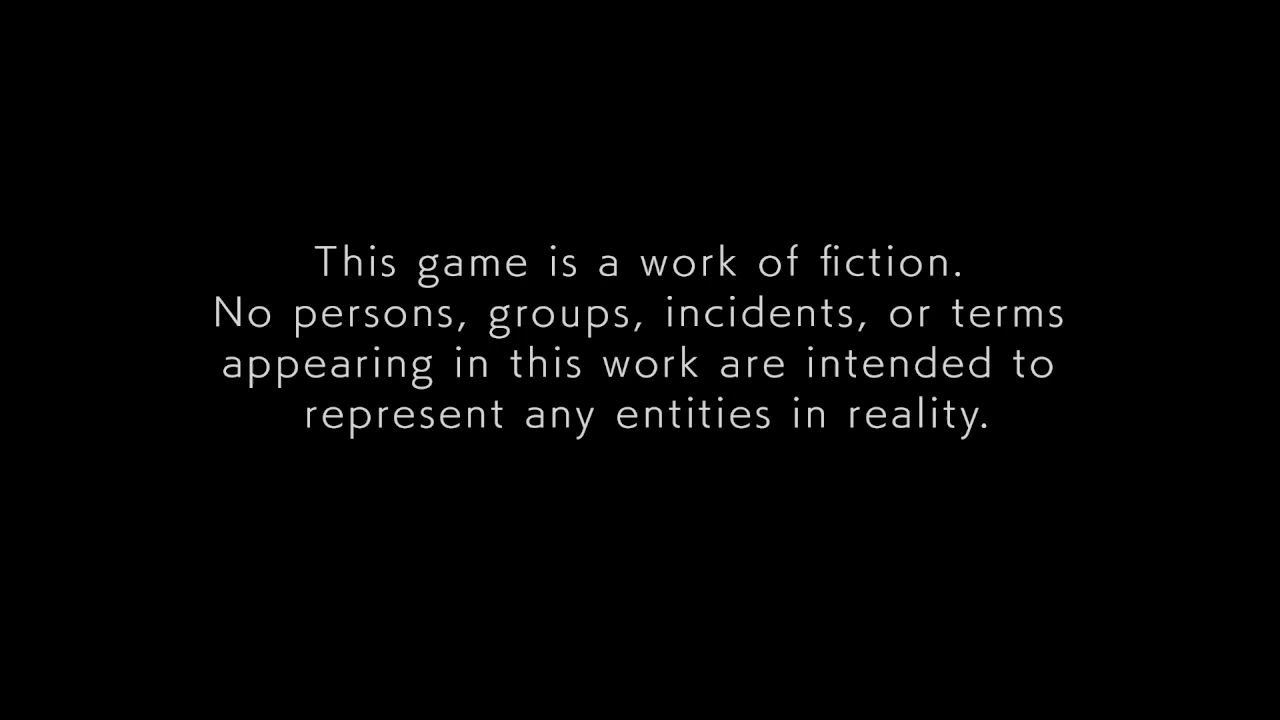 This game is a work of fiction.
No persons, groups, incidents, or terms
appearing in this work are intended to
represent any entities in reality.